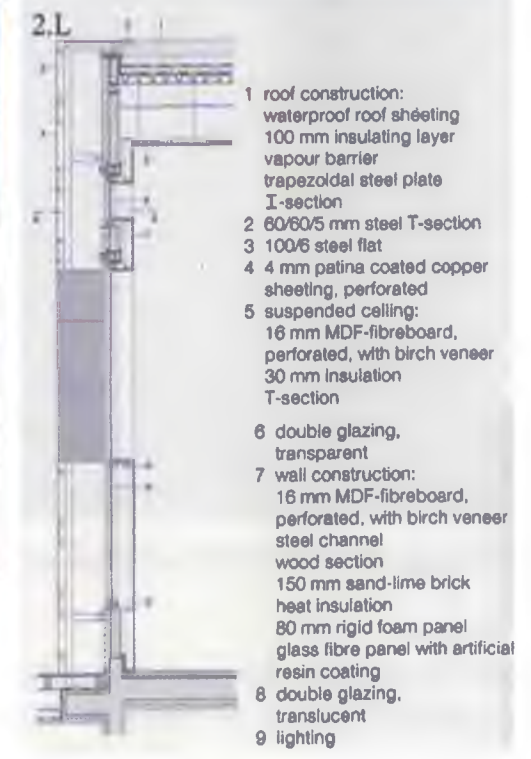 2.L
1 roof construction:
waterproof roof sheeting
100 mm insulating layer
vapour barrier
trapezoidal steel plate
I-section
2 60/60/5 mm steel T-section
3 100/6 steel flat
4 4 mm patina coated copper
sheeting, perforated
5 suspended ceiling:
16 mm MDF-fibreboard,
perforated, with birch veneer
30 mm insulation
T-section
6 double glazing,
transparent
7 wall construction:
16 mm MDF-fibreboard,
perforated, with birch veneer
steel channel
wood section
150 mm sand-lime brick
heat insulation
80 mm rigid foam panel
glass fibre panel with artificial
resin coating
8 double glazing,
translucent
9 lighting